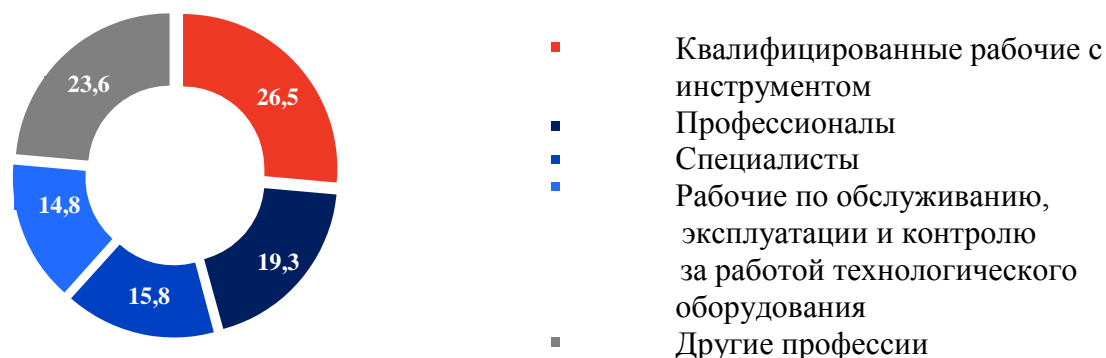 23,6
26,5
14,8
19,3
15,8
Квалифицированные рабочие с
инструментом
Профессионалы
Специалисты
Рабочие по обслуживанию,
эксплуатации и контролю
за работой технологического
оборудования
Другие профессии